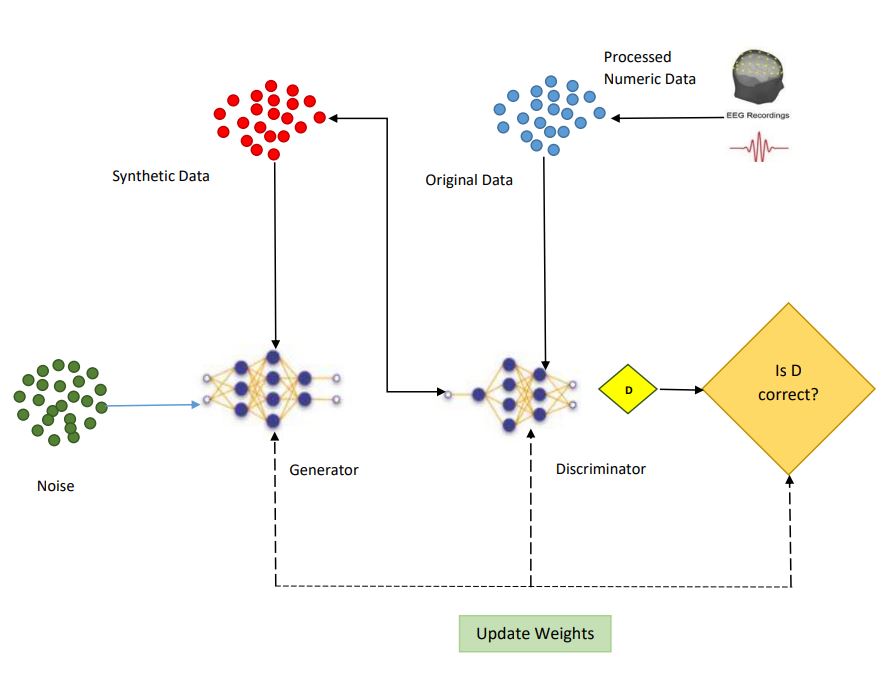 Processed
Numeric Data
EEG Recordings
Synthetic Data
Original Data
Is D
correct?
D
Generator
Discriminator
Noise
Update Weights